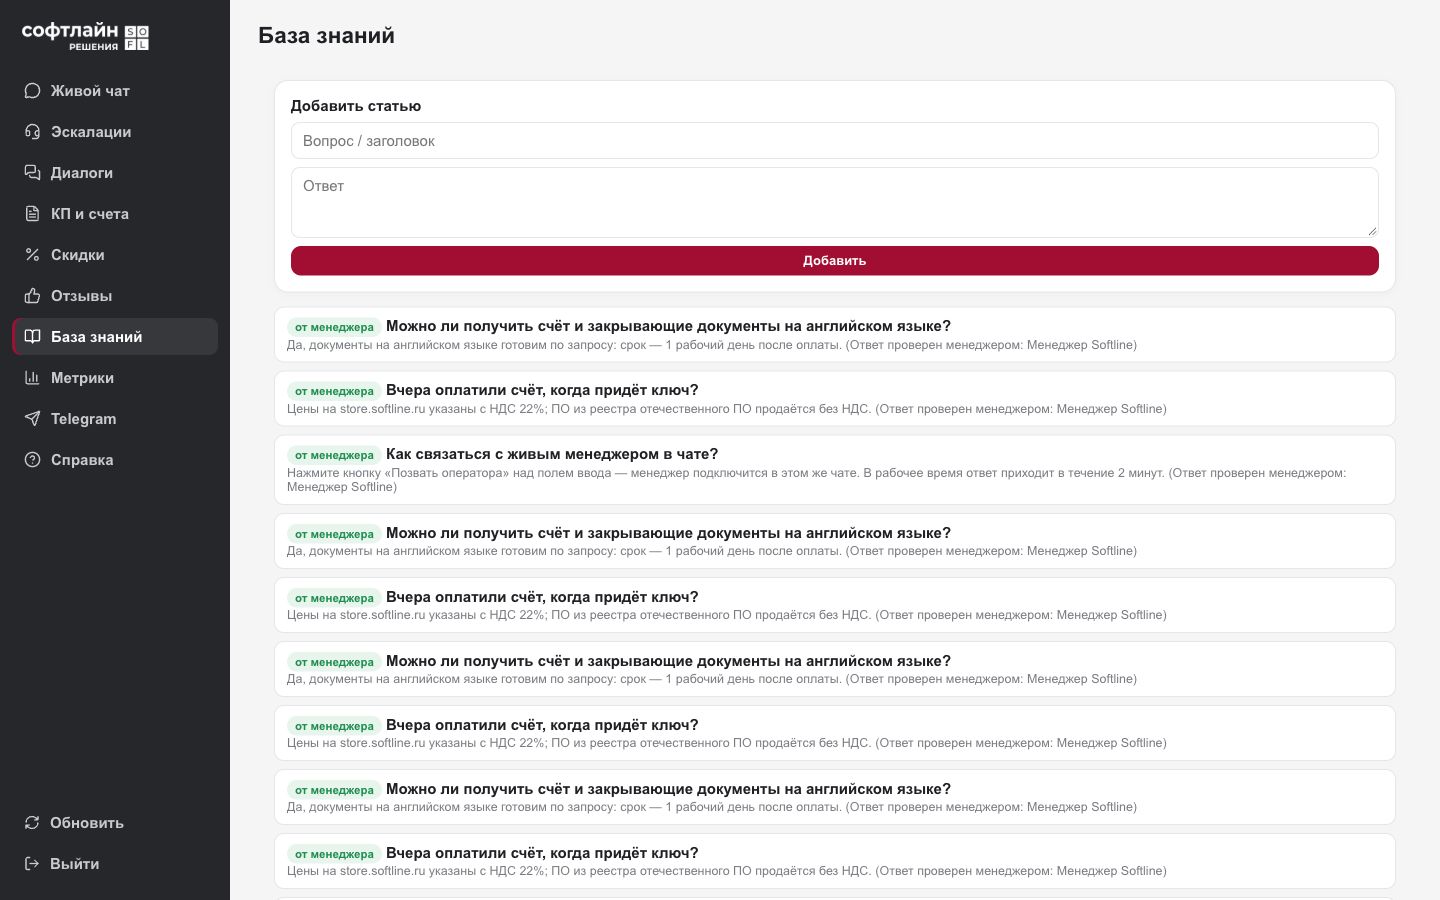 софтлайн
РЕШЕНИЯ
SO
FL
Живой чат
Эскалации
Диалоги
КП и счета
Скидки
Отзывы
База знаний
Метрики
Telegram
Справка
Обновить
Выйти
База знаний
Добавить статью
Вопрос / заголовок
Ответ
Добавить
от менеджера Можно ли получить счёт и закрывающие документы на английском языке?
Да, документы на английском языке готовим по запросу: срок — 1 рабочий день после оплаты. (Ответ проверен менеджером: Менеджер Softline)
от менеджера Вчера оплатили счёт, когда придёт ключ?
Цены на store.softline.ru указаны с НДС 22%; ПО из реестра отечественного ПО продаётся без НДС. (Ответ проверен менеджером: Менеджер Softline)
от менеджера Как связаться с живым менеджером в чате?
Нажмите кнопку «Позвать оператора» над полем ввода — менеджер подключится в этом же чате. В рабочее время ответ приходит в течение 2 минут. (Ответ проверен менеджером:
Менеджер Softline)
от менеджера Можно ли получить счёт и закрывающие документы на английском языке?
Да, документы на английском языке готовим по запросу: срок — 1 рабочий день после оплаты. (Ответ проверен менеджером: Менеджер Softline)
от менеджера Вчера оплатили счёт, когда придёт ключ?
Цены на store.softline.ru указаны с НДС 22%; ПО из реестра отечественного ПО продаётся без НДС. (Ответ проверен менеджером: Менеджер Softline)
от менеджера Можно ли получить счёт и закрывающие документы на английском языке?
Да, документы на английском языке готовим по запросу: срок — 1 рабочий день после оплаты. (Ответ проверен менеджером: Менеджер Softline)
от менеджера Вчера оплатили счёт, когда придёт ключ?
Цены на store.softline.ru указаны с НДС 22%; ПО из реестра отечественного ПО продаётся без НДС. (Ответ проверен менеджером: Менеджер Softline)
от менеджера Можно ли получить счёт и закрывающие документы на английском языке?
Да, документы на английском языке готовим по запросу: срок — 1 рабочий день после оплаты. (Ответ проверен менеджером: Менеджер Softline)
от менеджера Вчера оплатили счёт, когда придёт ключ?
Цены на store.softline.ru указаны с НДС 22%; ПО из реестра отечественного ПО продаётся без НДС. (Ответ проверен менеджером: Менеджер Softline)